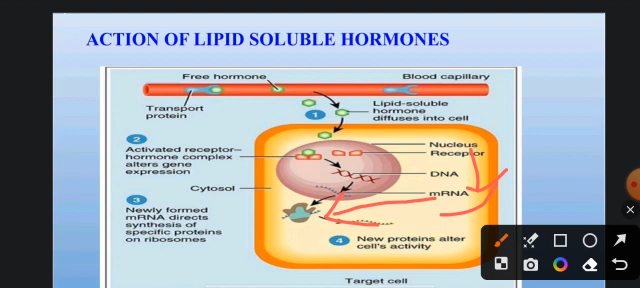 ACTION OF LIPID SOLUBLE HORMONES
Free hormone
Blood capillary
Transport
protein
1
Lipid-soluble
hormone
diffuses into cell
2
Activated receptor–
hormone complex
alters gene
expression
Nucleus
Receptor
DNA
Cytosol
mRNA
3
Newly formed
mRNA directs
synthesis of
specific proteins
on ribosomes
4
New proteins alter
cell's activity
Target cell